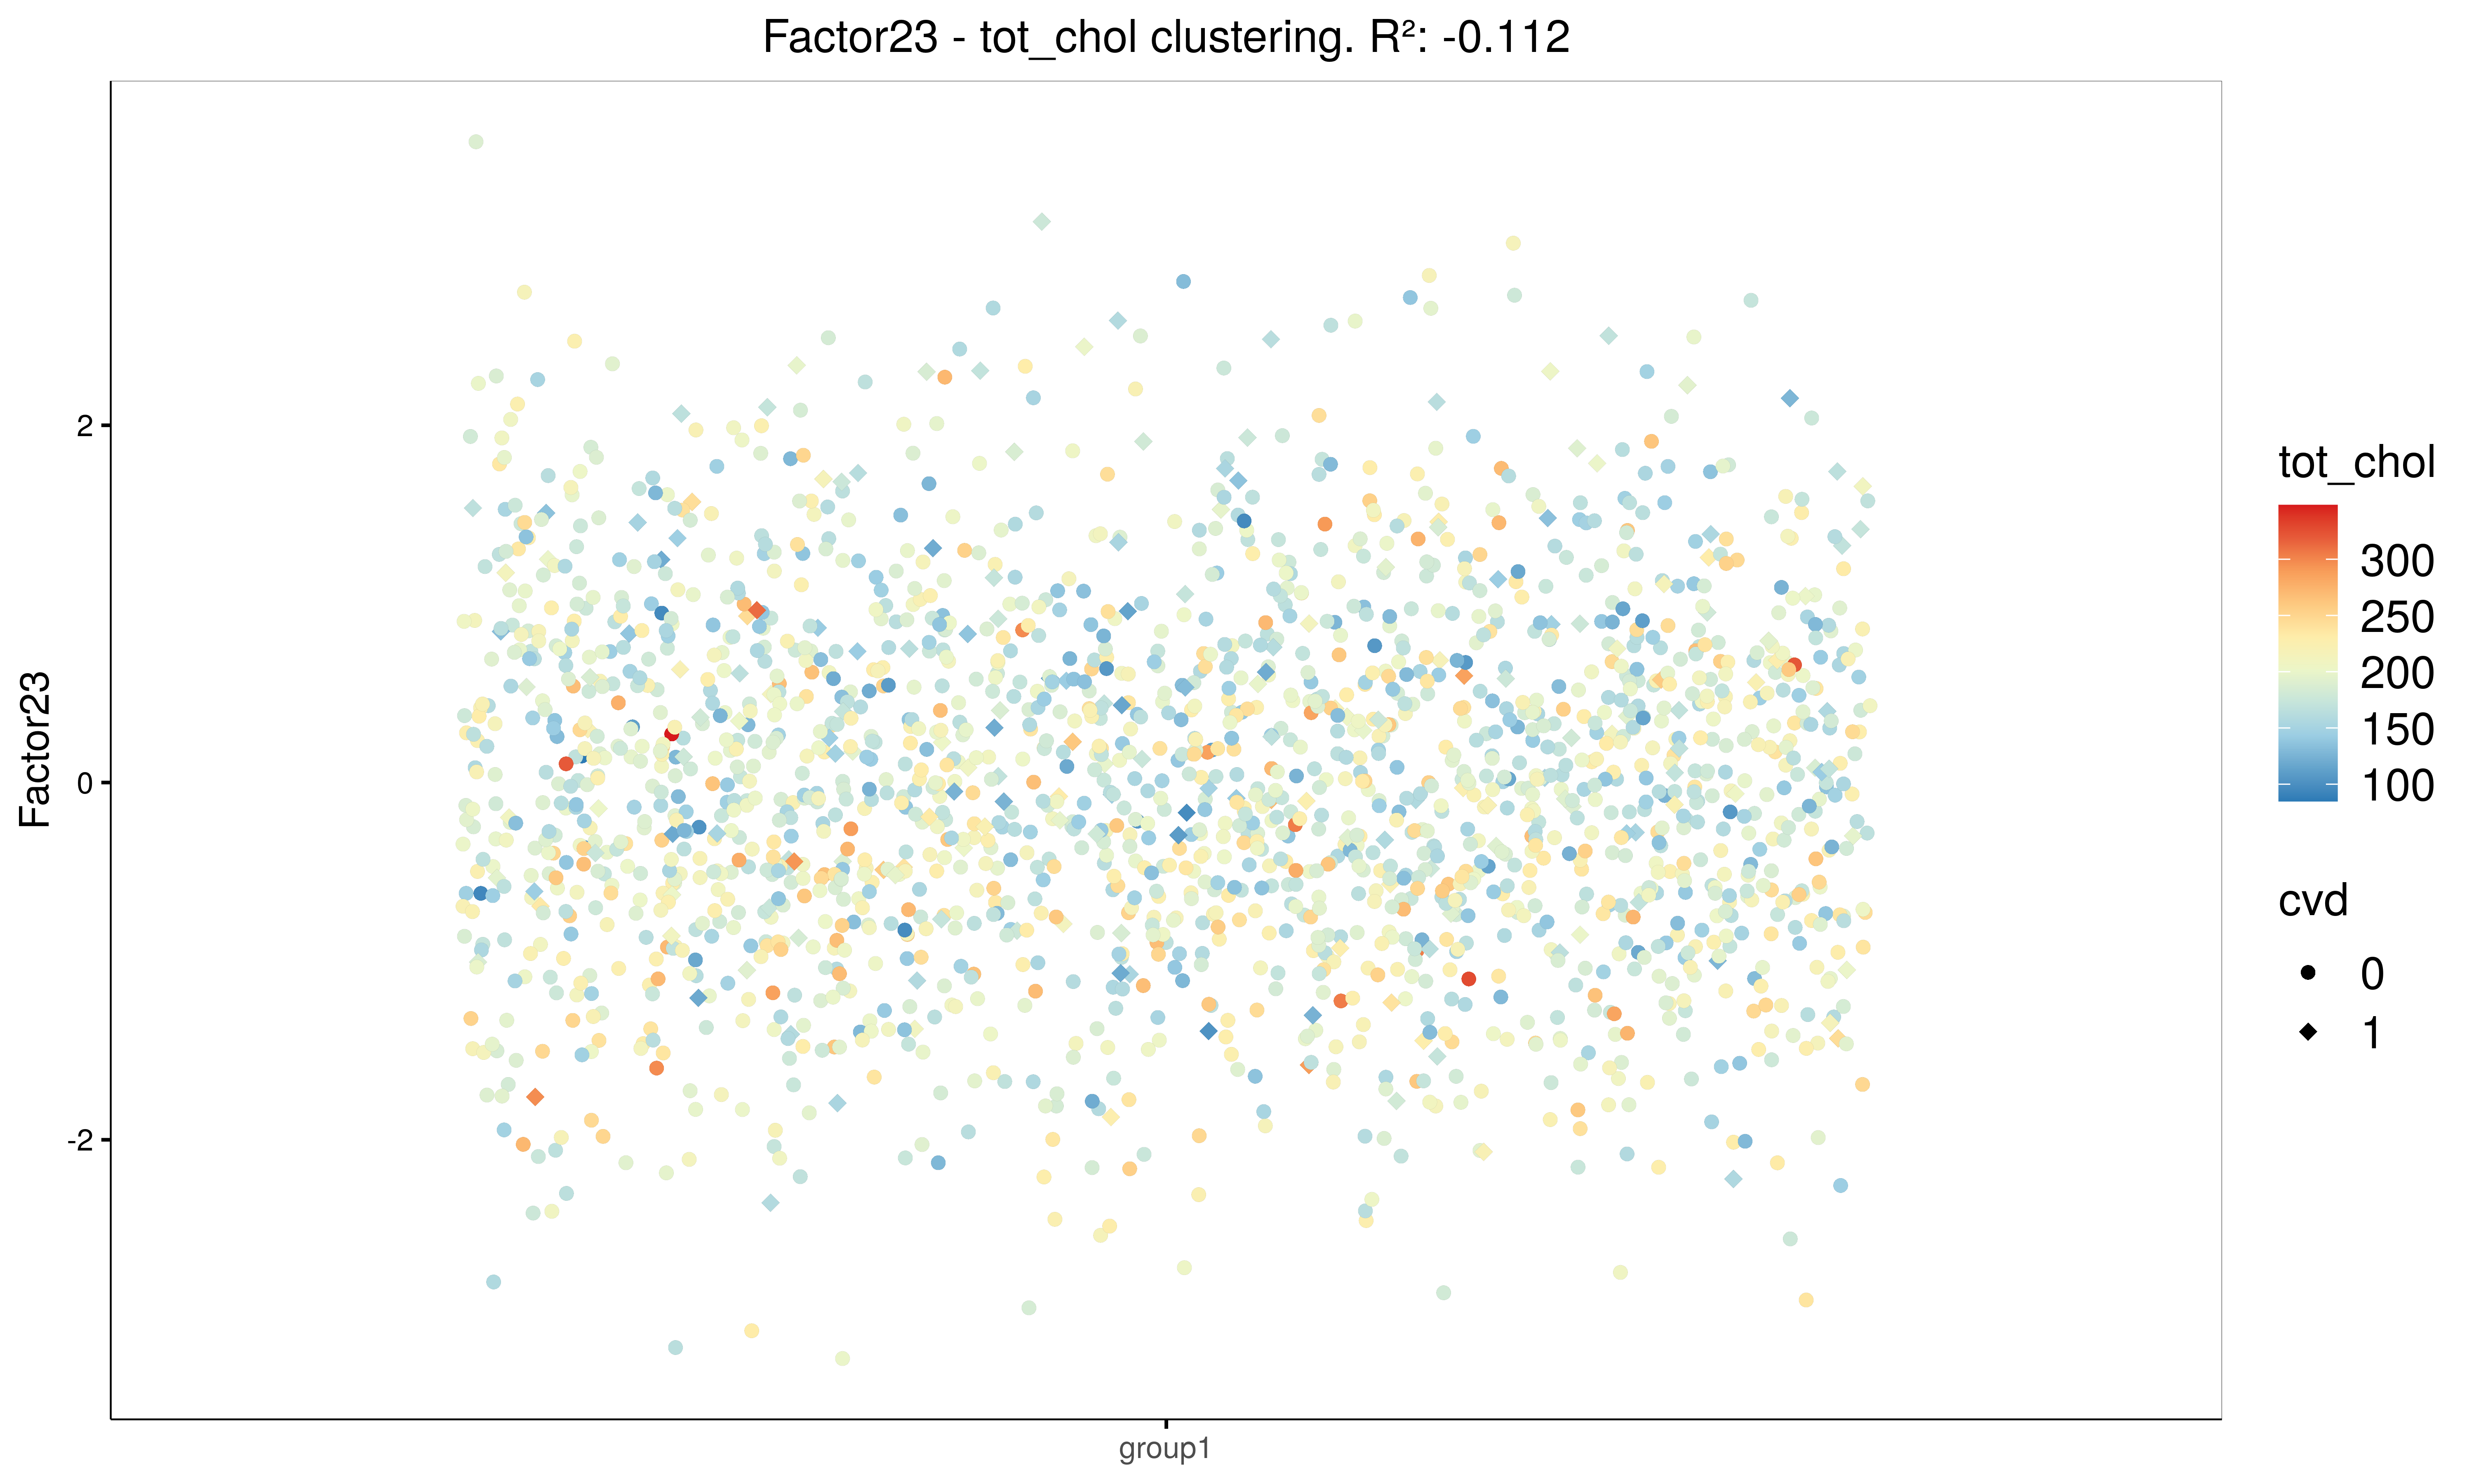 Factor23 - tot_chol clustering. R²: -0.112
Factor23
2
0
-2
group1
tot_chol
300
250
200
150
100
cvd
0
1